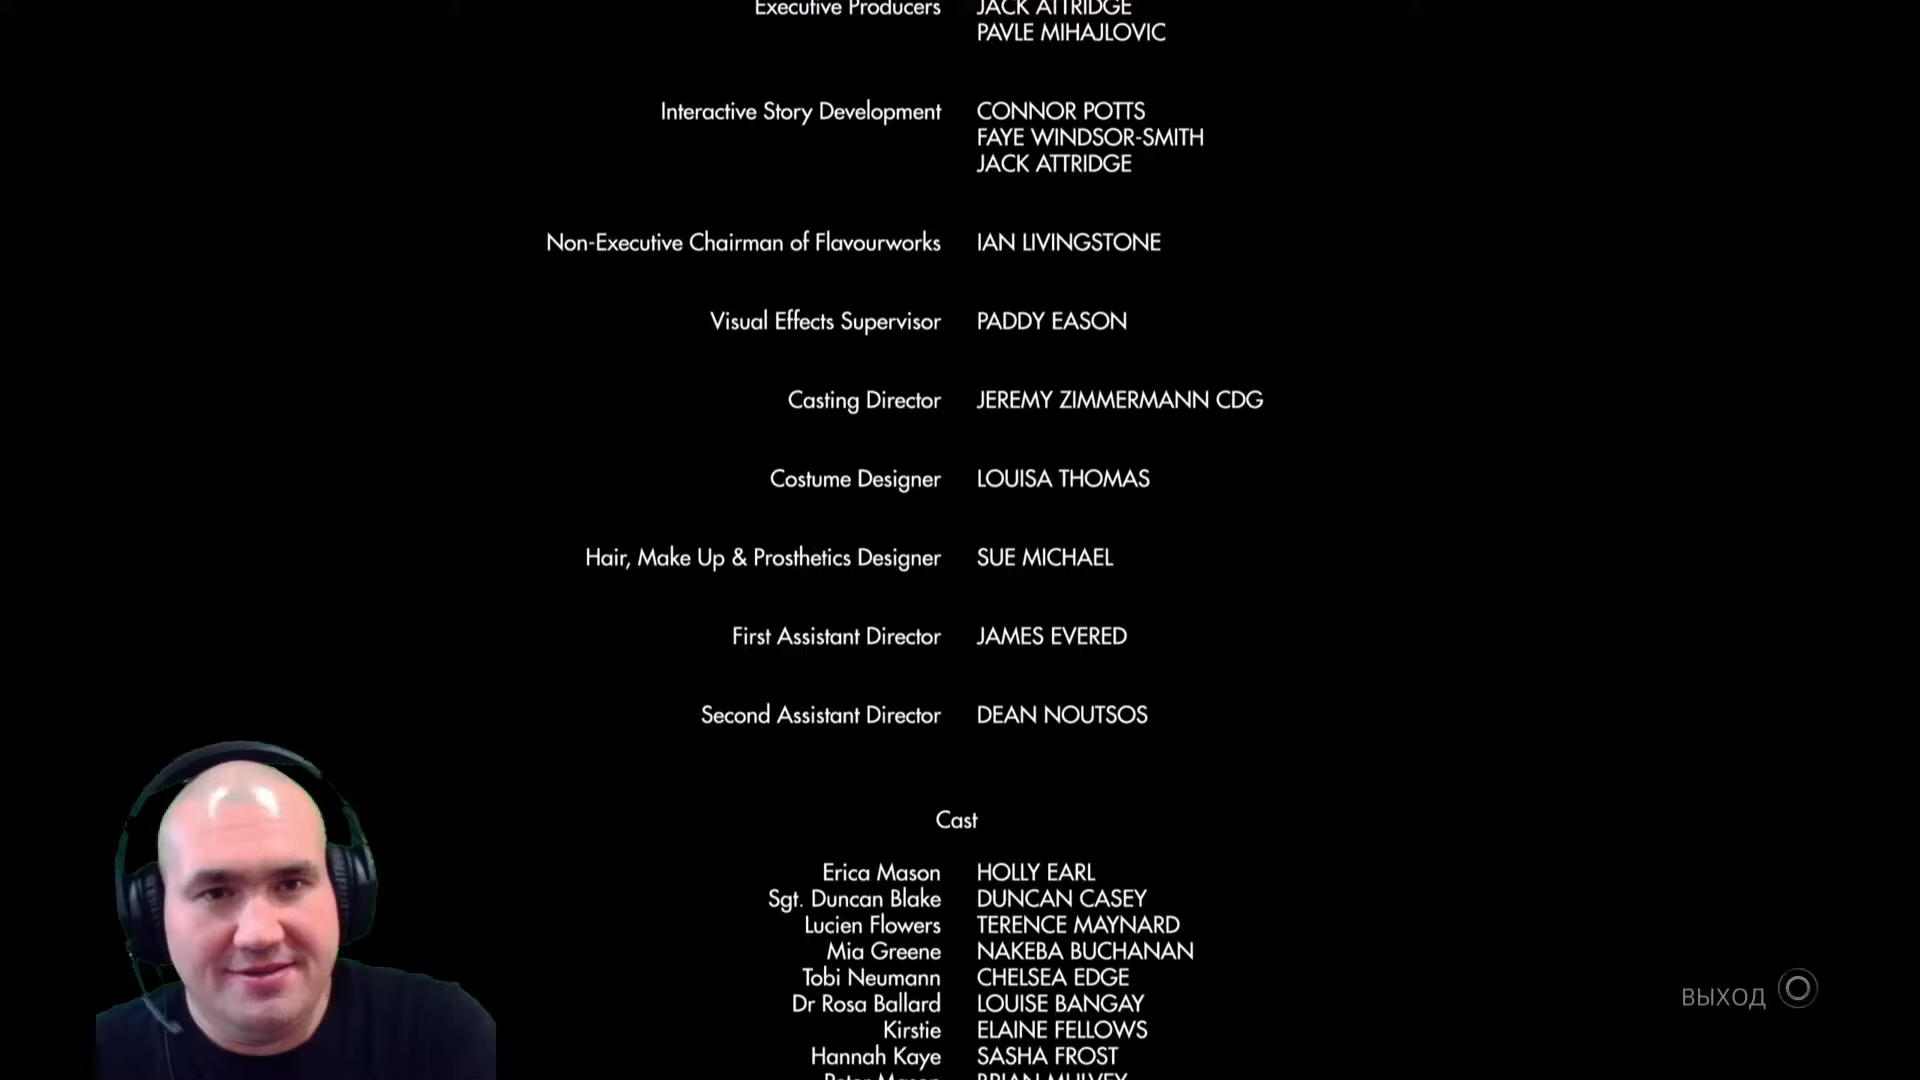 Executive Producers JACK ATTRIDGE
PAVLE MIHAJLOVIC
Interactive Story Development CONNOR POTTS
FAYE WINDSOR-SMITH
JACK ATTRIDGE
Non-Executive Chairman of Flavourworks IAN LIVINGSTONE
Visual Effects Supervisor PADDY EASON
Casting Director JEREMY ZIMMERMANN CDG
Costume Designer LOUISA THOMAS
Hair, Make Up & Prosthetics Designer SUE MICHAEL
First Assistant Director JAMES EVERED
Second Assistant Director DEAN NOUTSOS
Cast
Erica Mason HOLLY EARL
Sgt. Duncan Blake DUNCAN CASEY
Lucien Flowers TERENCE MAYNARD
Mia Greene NAKEBA BUCHANAN
Tobi Neumann CHELSEA EDGE
Dr Rosa Ballard LOUISE BANGAY
Kirstie ELAINE FELLOWS
Hannah Kaye SASHA FROST
Peter Mason BRIAN MULVEY
ВЫХОД